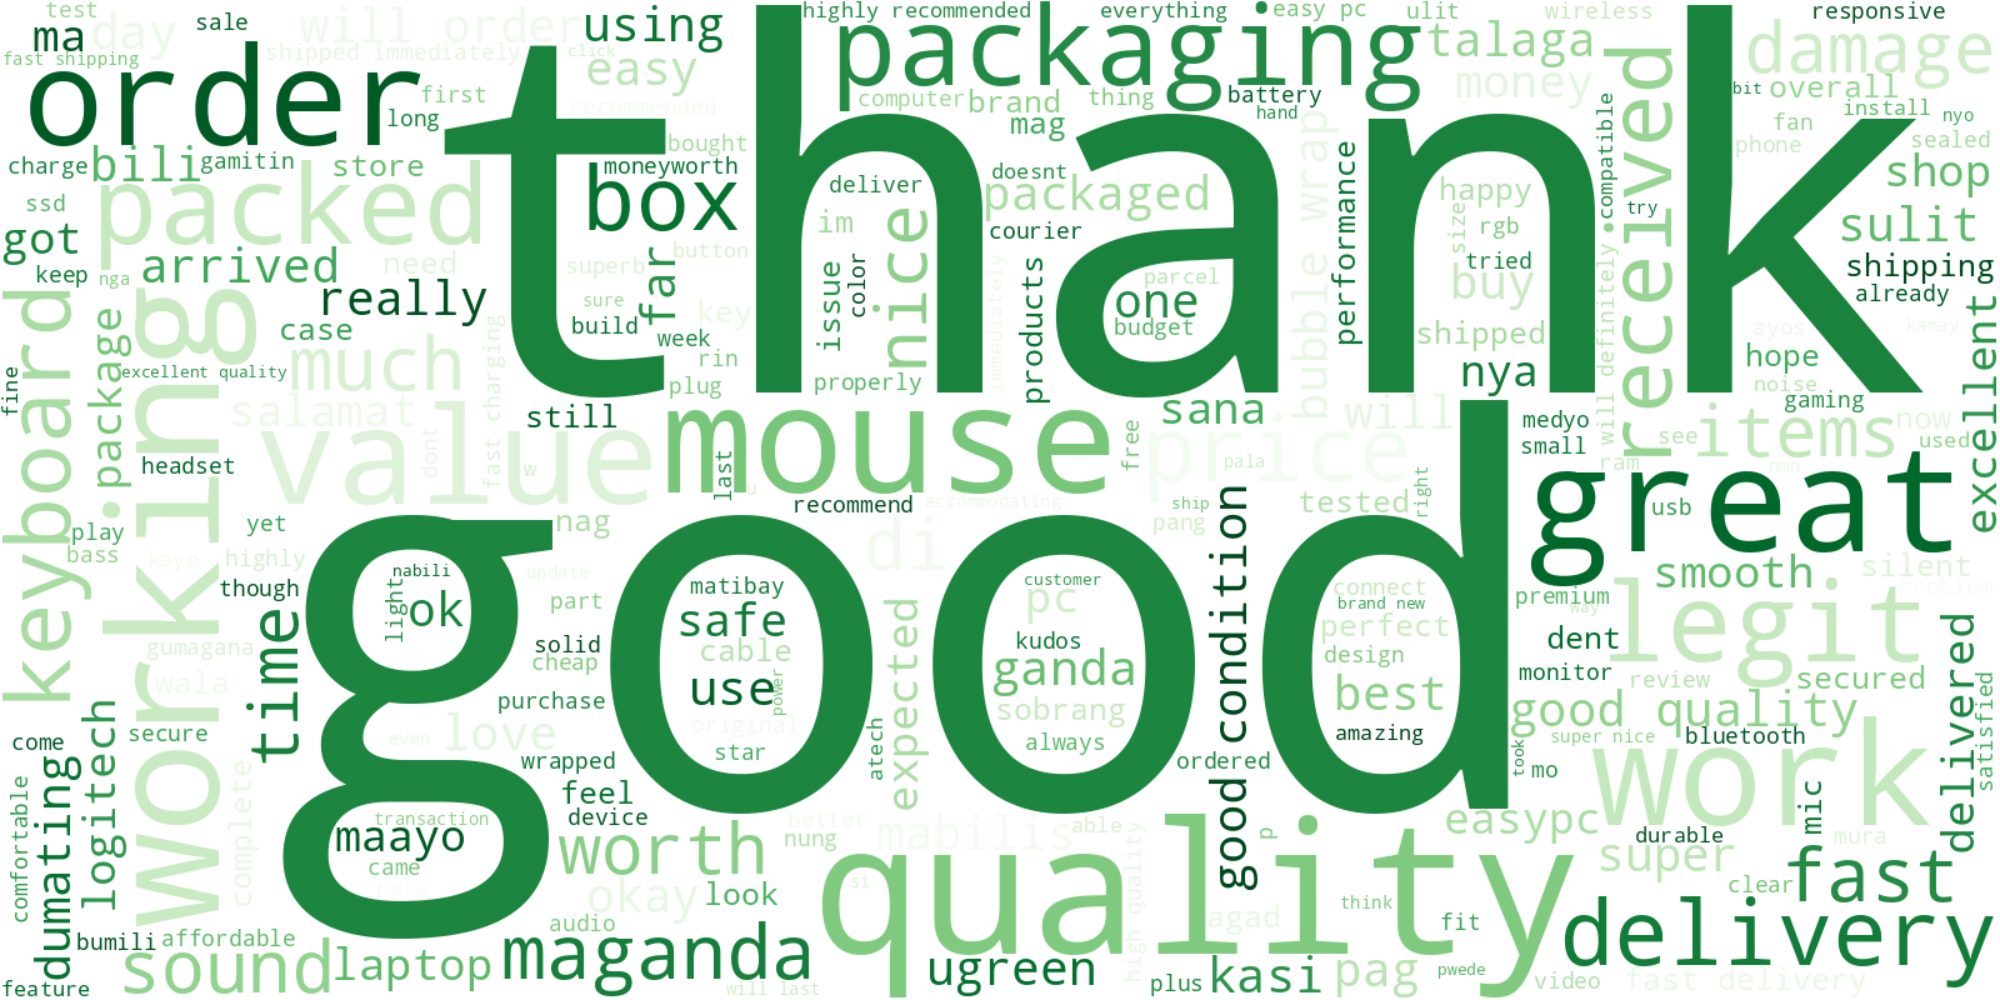 test
ma
day
sale
will order
using
highly recommended
everything
easy pc
ulit
wireless
responsive
fast shipping
order
shipped immediately
click
easy
thank
packaging
talaga
money
received
damage
first
long
recommended
computer
brand
thing
battery
hand
mag
bit
overall
install
nyo
compatible
fan
sealed
phone
charge
bili
gamitin
store
bought
moneyworth
box
doesnt
deliver
packaged
bubble wrap
performance
happy
try
shop
ssd
packed
im
nice
courier
size
rgb
sulit
got
arrived
need
button
superb
far
parcel
tried
buy
shipping
keep
nga
really
sure
key
issue
color
immediately
products
one
already
keyboard
working
package
case
build
week
budget
shipped
ayos
kamay
much
rin
plug
properly
nya
hope
noise
excellent
fine
excellent quality
fast charging
still
mouse
sana
will
medyo
gaming
will definitely
items
now
salamat
value
dont
w
free
price
pala
small
see
used
ram
nmn
headset
last
u
recommend
accommodating
ship
tested
right
great
usb
play
bass
yet
nag
di
pang
good condition
smooth
silent
kayo
highly
though
nabili
light
ok
update
matibay
customer
connect
premium
problem
way
time
good
part
safe
expected
pc
brand new
legit
gumagana
solid
cable
kudos
perfect
dent
delivered
wala
cheap
use
power
ganda
design
monitor
review
secured
satisfied
purchase
original
sobrang
best
good quality
logitech
come
secure
even
love
star
atech
always
amazing
super nice
bluetooth
dumating
comfortable
complete
wrapped
ordered
took
mo
work
feel
device
transaction
maayo
better
nung
mabilis
able
p
easypc
durable
mic
mura
came
naka
worth
okay
look
quality
si
high quality
agad
think
fit
super
clear
fast
bumili
affordable
audio
delivery
feature
sound
laptop
maganda
will last
ugreen
plus
kasi
pag
pwede
video
fast delivery